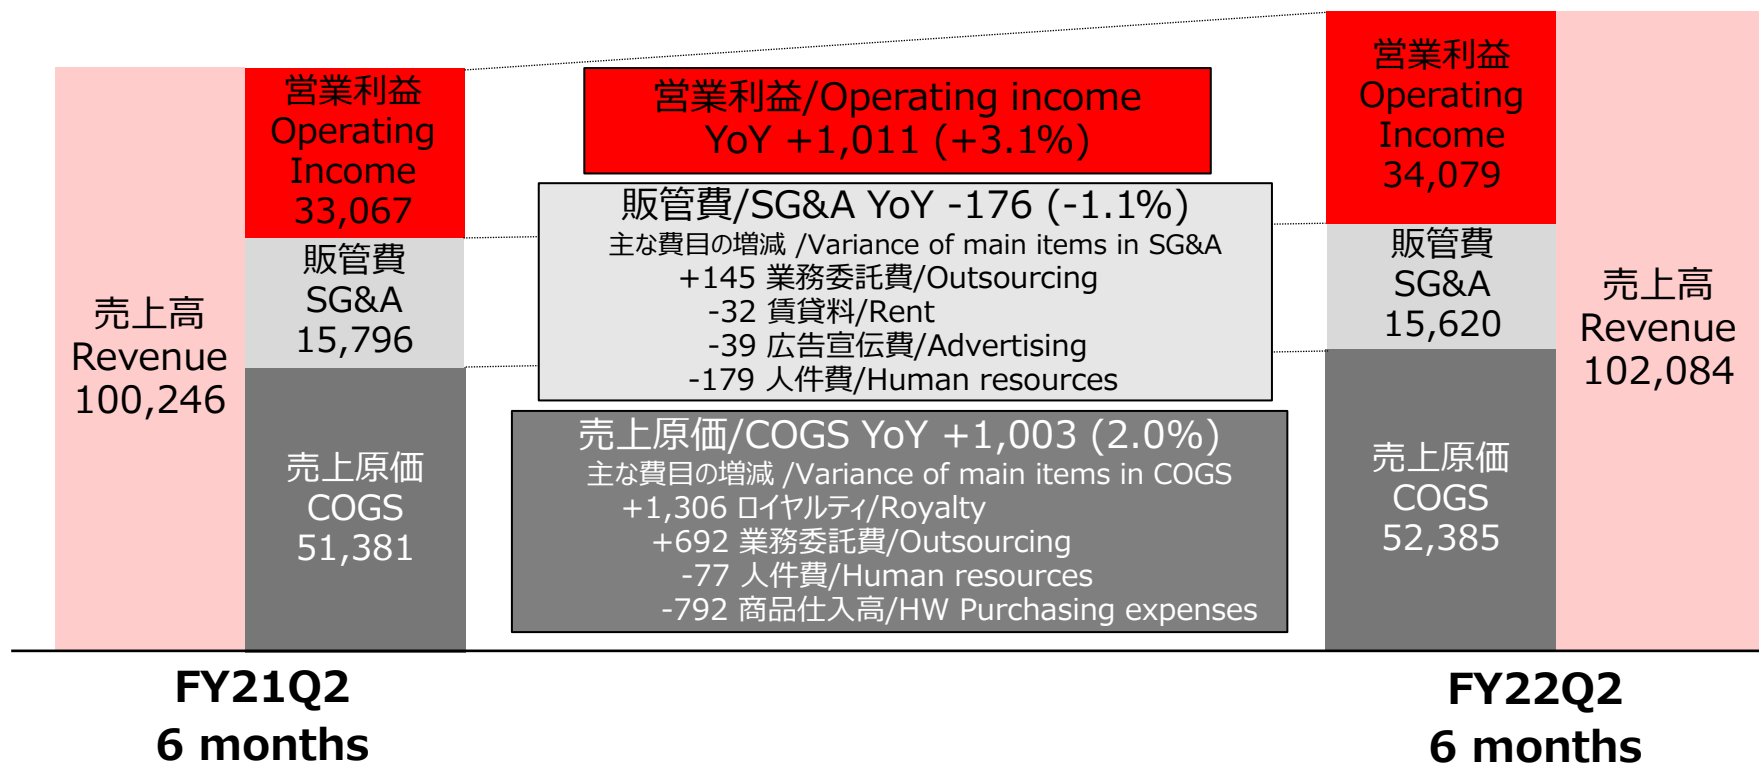 売上高
Revenue
100,246
営業利益
Operating
Income
33,067
販管費
SG&A
15,796
売上原価
COGS
51,381
営業利益/Operating income
YoY +1,011 (+3.1%)
販管費/SG&A YoY -176 (-1.1%)
主な費目の増減 /Variance of main items in SG&A
+145 業務委託費/Outsourcing
-32 賃貸料/Rent
-39 広告宣伝費/Advertising
-179 人件費/Human resources
売上原価/COGS YoY +1,003 (2.0%)
主な費目の増減 /Variance of main items in COGS
+1,306 ロイヤルティ/Royalty
+692 業務委託費/Outsourcing
-77 人件費/Human resources
-792 商品仕入高/HW Purchasing expenses
営業利益
Operating
Income
34,079
販管費
SG&A
15,620
売上原価
COGS
52,385
売上高
Revenue
102,084
FY21Q2
6 months
FY22Q2
6 months